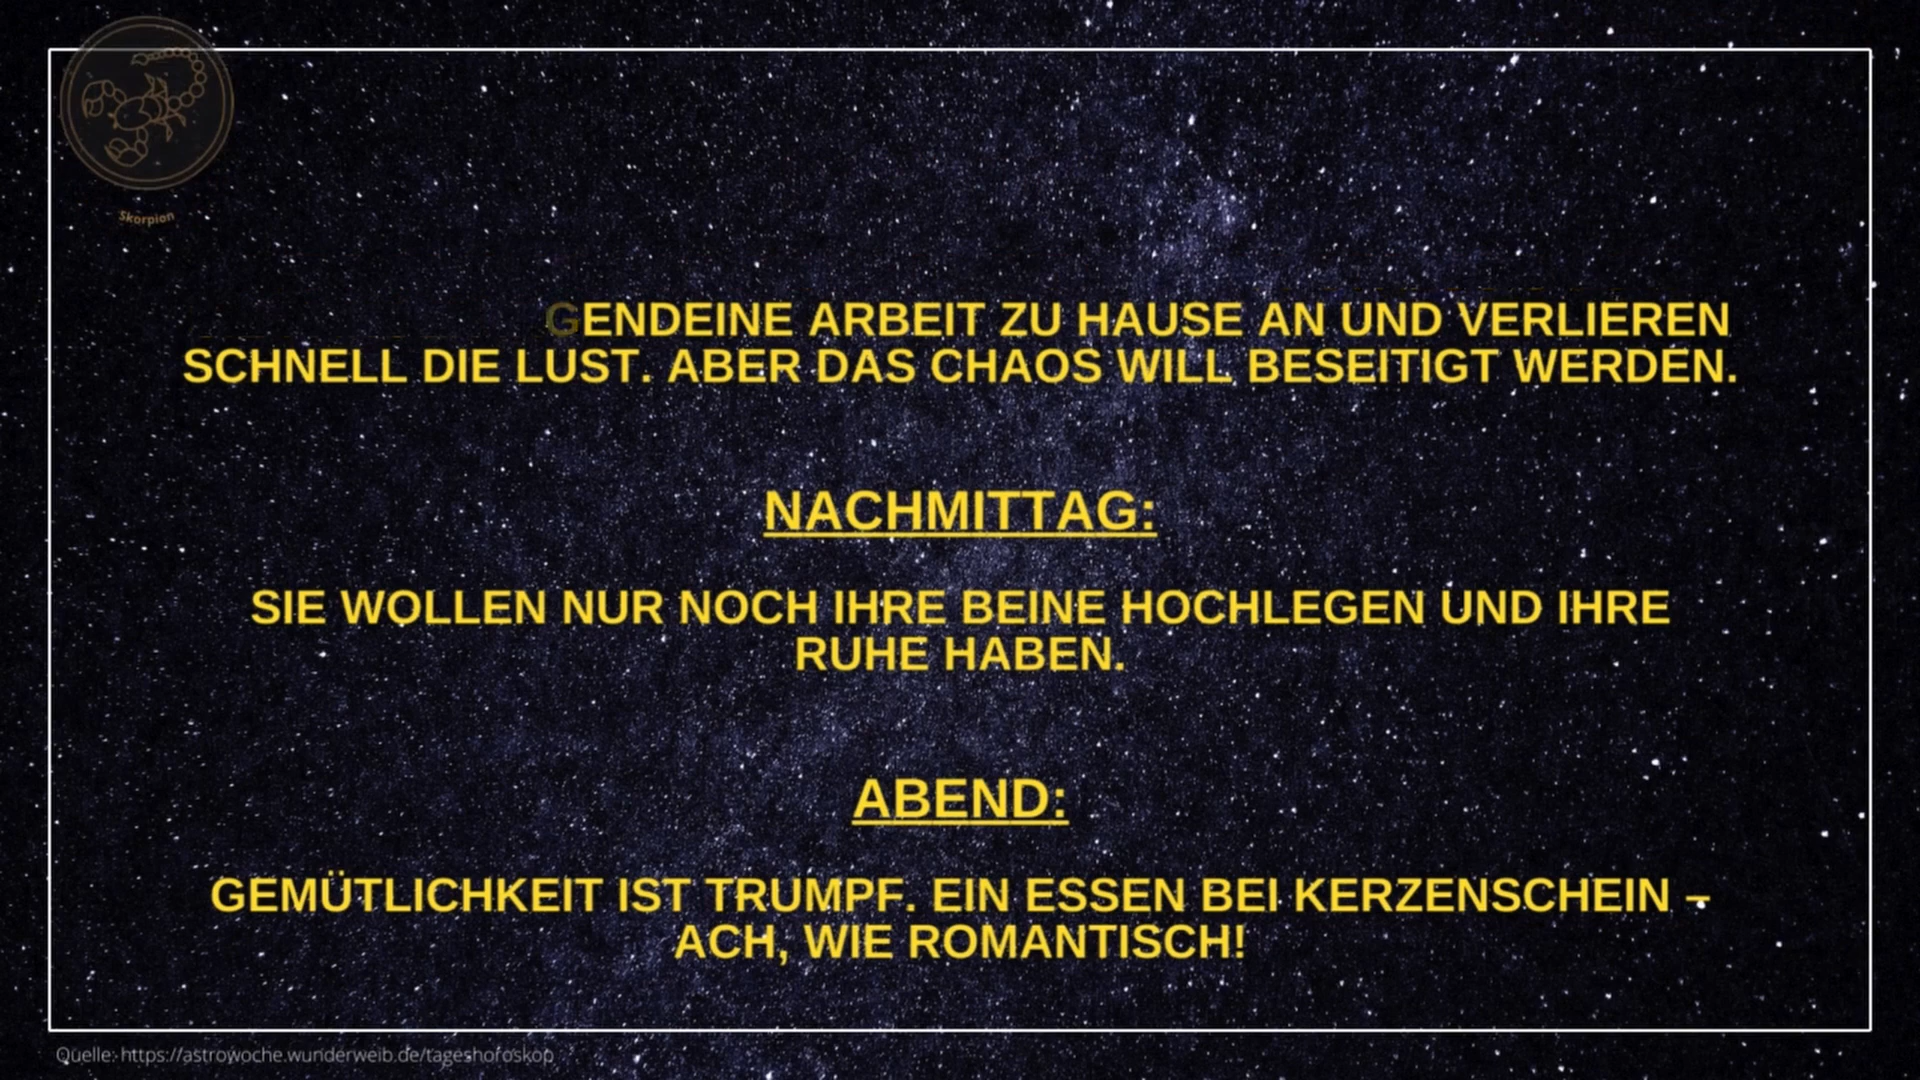 Skorpion
GENDEINE ARBEIT ZU HAUSE AN UND VERLIEREN
SCHNELL DIE LUST. ABER DAS CHAOS WILL BESEITIGT WERDEN.
NACHMITTAG:
SIE WOLLEN NUR NOCH IHRE BEINE HOCHLEGEN UND IHRE
RUHE HABEN.
ABEND:
GEMÜTLICHKEIT IST TRUMPF. EIN ESSEN BEI KERZENSCHEIN –
ACH, WIE ROMANTISCH!
Quelle: https://astrowoche.wunderweib.de/tageshoroskop